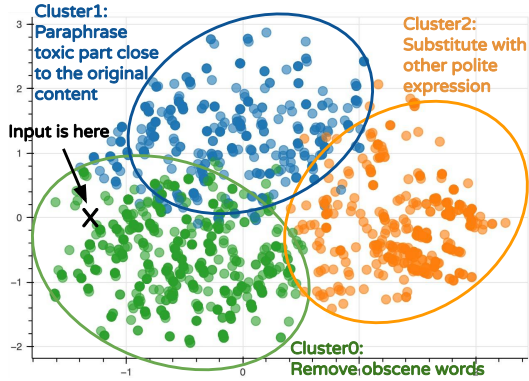 Cluster1:
Paraphrase
toxic part close
to the original
content
Cluster2:
Substitute with
other polite
expression
Input is here
X
Cluster0:
Remove obscene words
3
2
1
0
−1
−2
−1
0